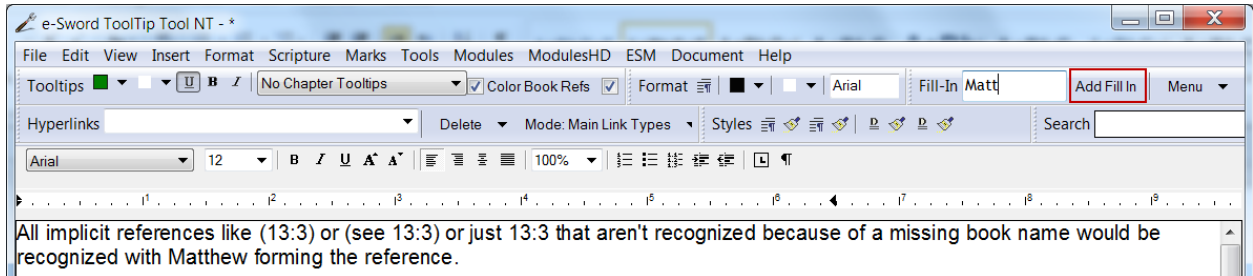 e-Sword ToolTip Tool NT - *
File Edit View Insert Format Scripture Marks Tools Modules ModulesHD ESM Document Help
Tooltips U B I No Chapter Tooltips Color Book Refs Format Arial Fill-In Matt Add Fill In Menu
Hyperlinks Delete Mode: Main Link Types Styles D D Search
Arial 12 B I U A A 100% L ¶
1 2 3 4 5 6 7 8 9
All implicit references like (13:3) or (see 13:3) or just 13:3 that aren't recognized because of a missing book name would be
recognized with Matthew forming the reference.